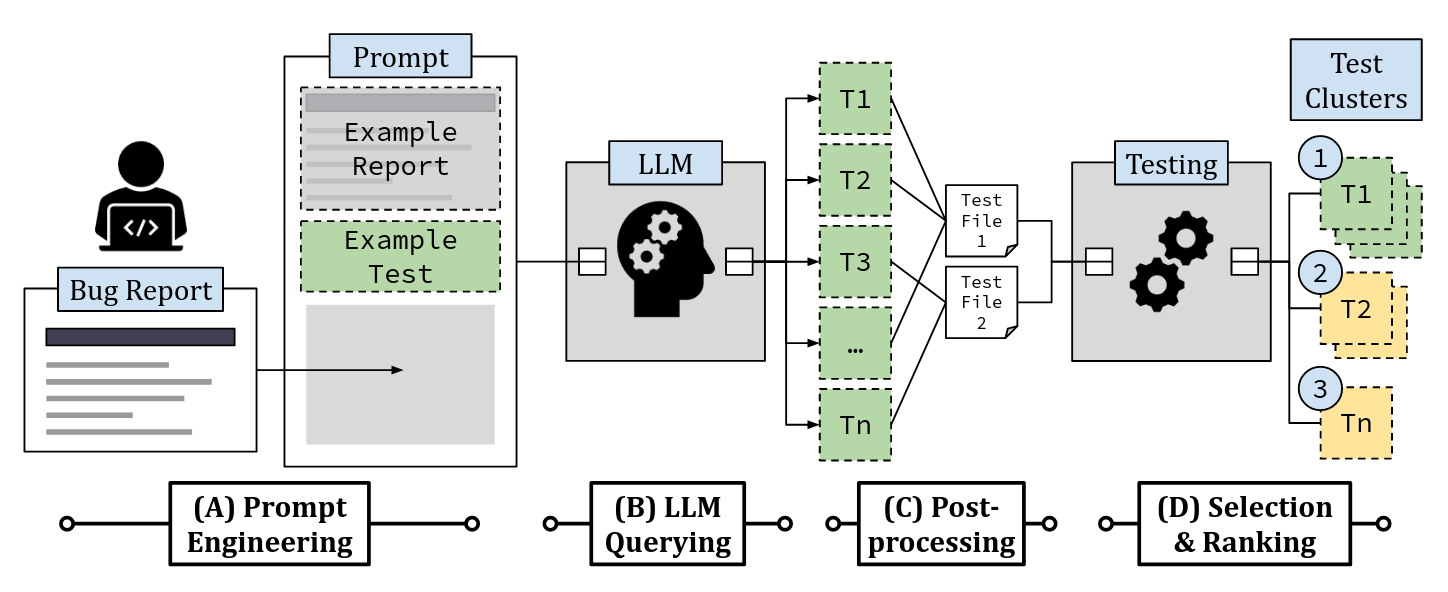 Prompt
Example
Report
Example
Test
</>
Bug Report
LLM
T1
T2
T3
...
Tn
Test
File
1
Test
File
2
Testing
Test
Clusters
1
T1
2
T2
3
Tn
(A) Prompt
Engineering
(B) LLM
Querying
(C) Post-
processing
(D) Selection
& Ranking